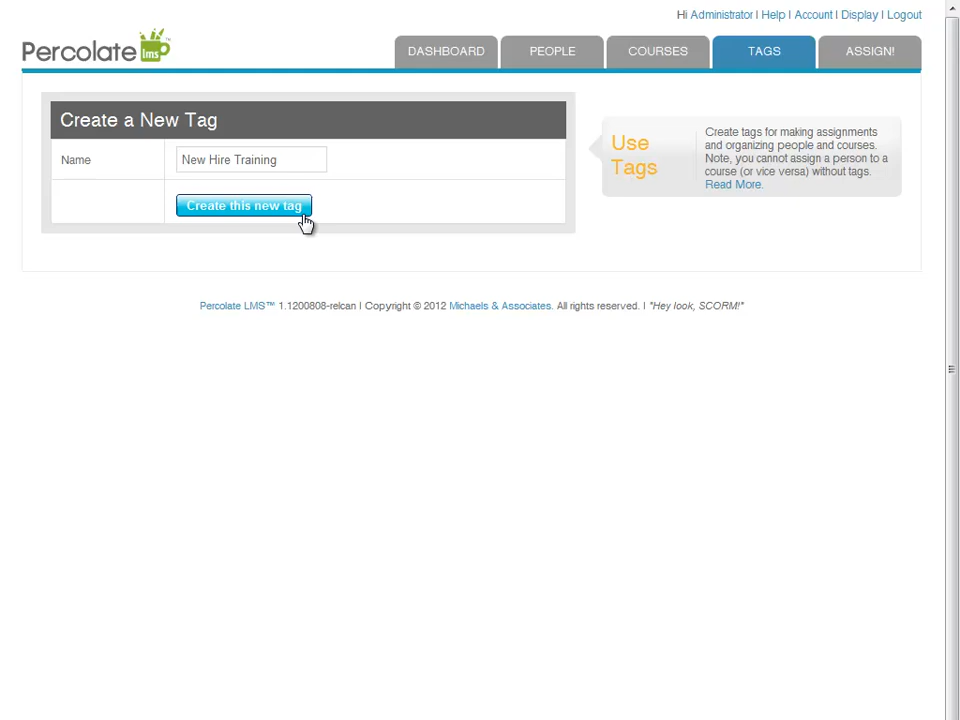 Hi Administrator | Help | Account | Display | Logout
Percolate lms™
DASHBOARD PEOPLE COURSES TAGS ASSIGN!
Create a New Tag
Name New Hire Training
Create this new tag
Use Tags
Create tags for making assignments
and organizing people and courses.
Note, you cannot assign a person to a
course (or vice versa) without tags.
Read More.
Percolate LMS™ 1.1200808-relcan | Copyright © 2012 Michaels & Associates. All rights reserved. | "Hey look, SCORM!"